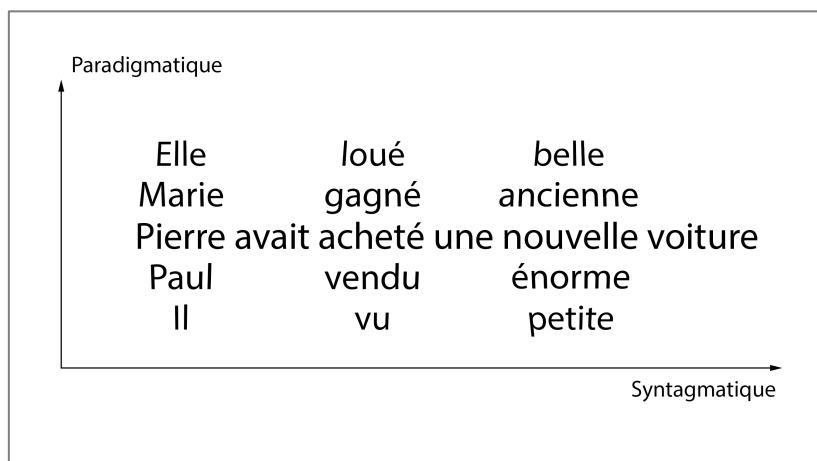 Paradigmatique
Elle loué belle
Marie gagné ancienne
Pierre avait acheté une nouvelle voiture
Paul vendu énorme
Il vu petite
Syntagmatique